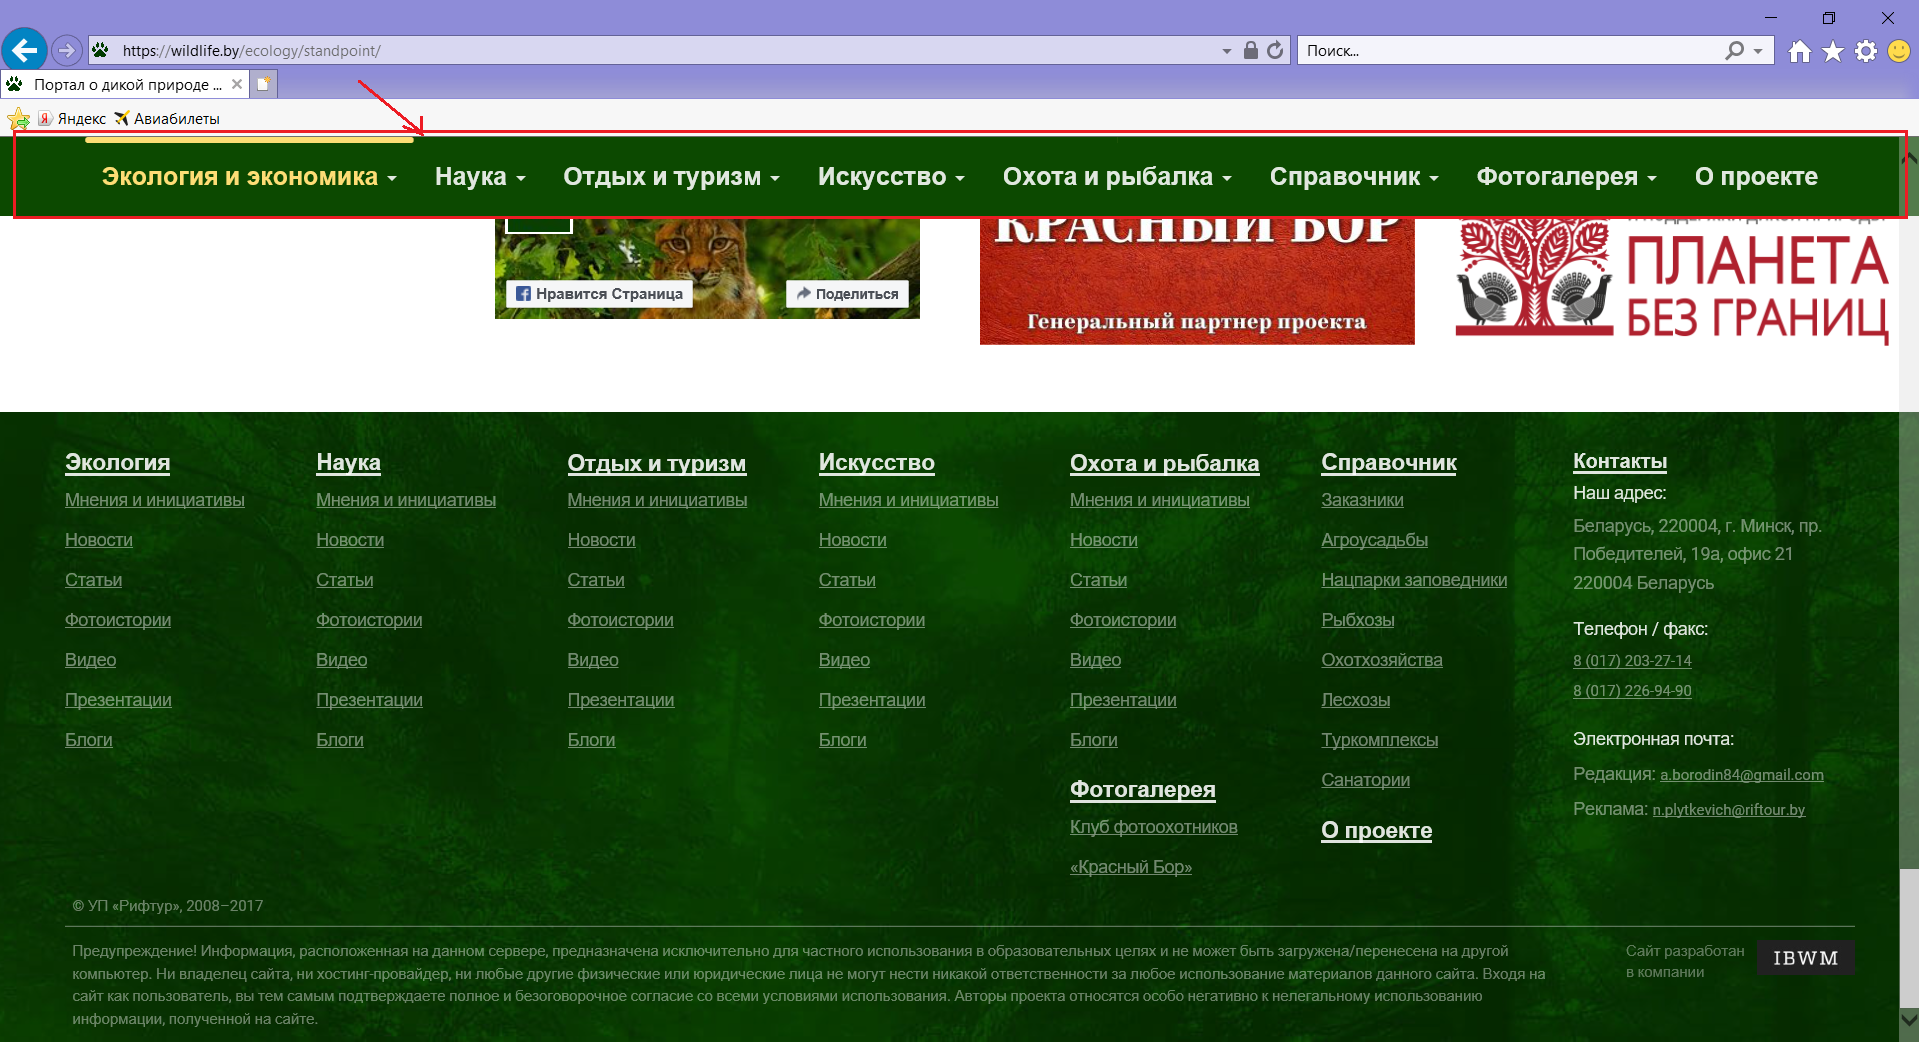 https://wildlife.by/ecology/standpoint/
Поиск...
Портал о дикой природе ...
Яндекс Авиабилеты
Экология и экономика Наука Отдых и туризм Искусство Охота и рыбалка Справочник Фотогалерея О проекте
КРАСНЫЙ БОР
Генеральный партнер проекта
ПЛАНЕТА
БЕЗ ГРАНИЦ
Нравится Страница Поделиться
Экология
Мнения и инициативы
Новости
Статьи
Фотоистории
Видео
Презентации
Блоги
Наука
Мнения и инициативы
Новости
Статьи
Фотоистории
Видео
Презентации
Блоги
Отдых и туризм
Мнения и инициативы
Новости
Статьи
Фотоистории
Видео
Презентации
Блоги
Искусство
Мнения и инициативы
Новости
Статьи
Фотоистории
Видео
Презентации
Блоги
Охота и рыбалка
Мнения и инициативы
Новости
Статьи
Фотоистории
Видео
Презентации
Блоги
Фотогалерея
Клуб фотоохотников
«Красный Бор»
Справочник
Заказники
Агроусадьбы
Нацпарки заповедники
Рыбхозы
Охотхозяйства
Лесхозы
Туркомплексы
Санатории
О проекте
Контакты
Наш адрес:
Беларусь, 220004, г. Минск, пр.
Победителей, 19а, офис 21
220004 Беларусь
Телефон / факс:
8 (017) 203-27-14
8 (017) 226-94-90
Электронная почта:
Редакция: a.borodin84@gmail.com
Реклама: n.plytkevich@riftour.by
© УП «Рифтур», 2008–2017
Предупреждение! Информация, расположенная на данном сервере, предназначена исключительно для частного использования в образовательных целях и не может быть загружена/перенесена на другой
компьютер. Ни владелец сайта, ни хостинг-провайдер, ни любые другие физические или юридические лица не могут нести никакой ответственности за любое использование материалов данного сайта. Входя на
сайт как пользователь, вы тем самым подтверждаете полное и безоговорочное согласие со всеми условиями использования. Авторы проекта относятся особо негативно к нелегальному использованию
информации, полученной на сайте.
Сайт разработан
в компании
IBWM